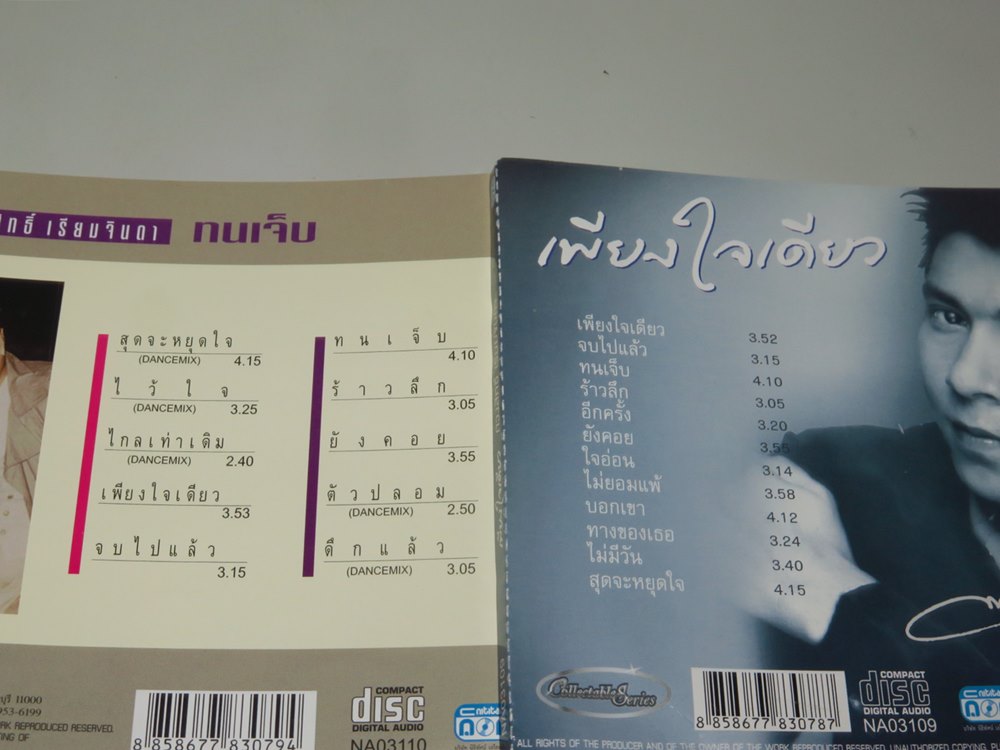 เรียมจินดา ทนเจ็บ
สุดจะหยุดใจ
(DANCEMIX) 4.15
ไว้ใจ
(DANCEMIX) 3.25
ไกลเท่าเดิม
(DANCEMIX) 2.40
เพียงใจเดียว
3.53
จบไปแล้ว
3.15
ทนเจ็บ
4.10
ร้าวลึก
3.05
ยังคอย
3.55
ตัวปลอม
(DANCEMIX) 2.50
ดึกแล้ว
(DANCEMIX) 3.05
11000
953-6199
WORK REPRODUCED RESERVED.
8 858677 830794
COMPACT
disc
DIGITAL AUDIO
NA03110
เพียงใจเดียว
เพียงใจเดียว 3.52
จบไปแล้ว 3.15
ทนเจ็บ 4.10
ร้าวลึก 3.05
อีกครั้ง 3.20
ยังคอย 3.55
ใจอ่อน 3.14
ไม่ยอมแพ้ 3.58
บอกเขา 4.12
ทางของเธอ 3.24
ไม่มีวัน 3.40
สุดจะหยุดใจ 4.15
Collectable Series
8 858677 830787
COMPACT
disc
DIGITAL AUDIO
NA03109
ALL RIGHTS OF THE PRODUCER AND OF THE OWNER OF THE WORK REPRODUCED RESERVED. UNAUTHORIZED COPYING